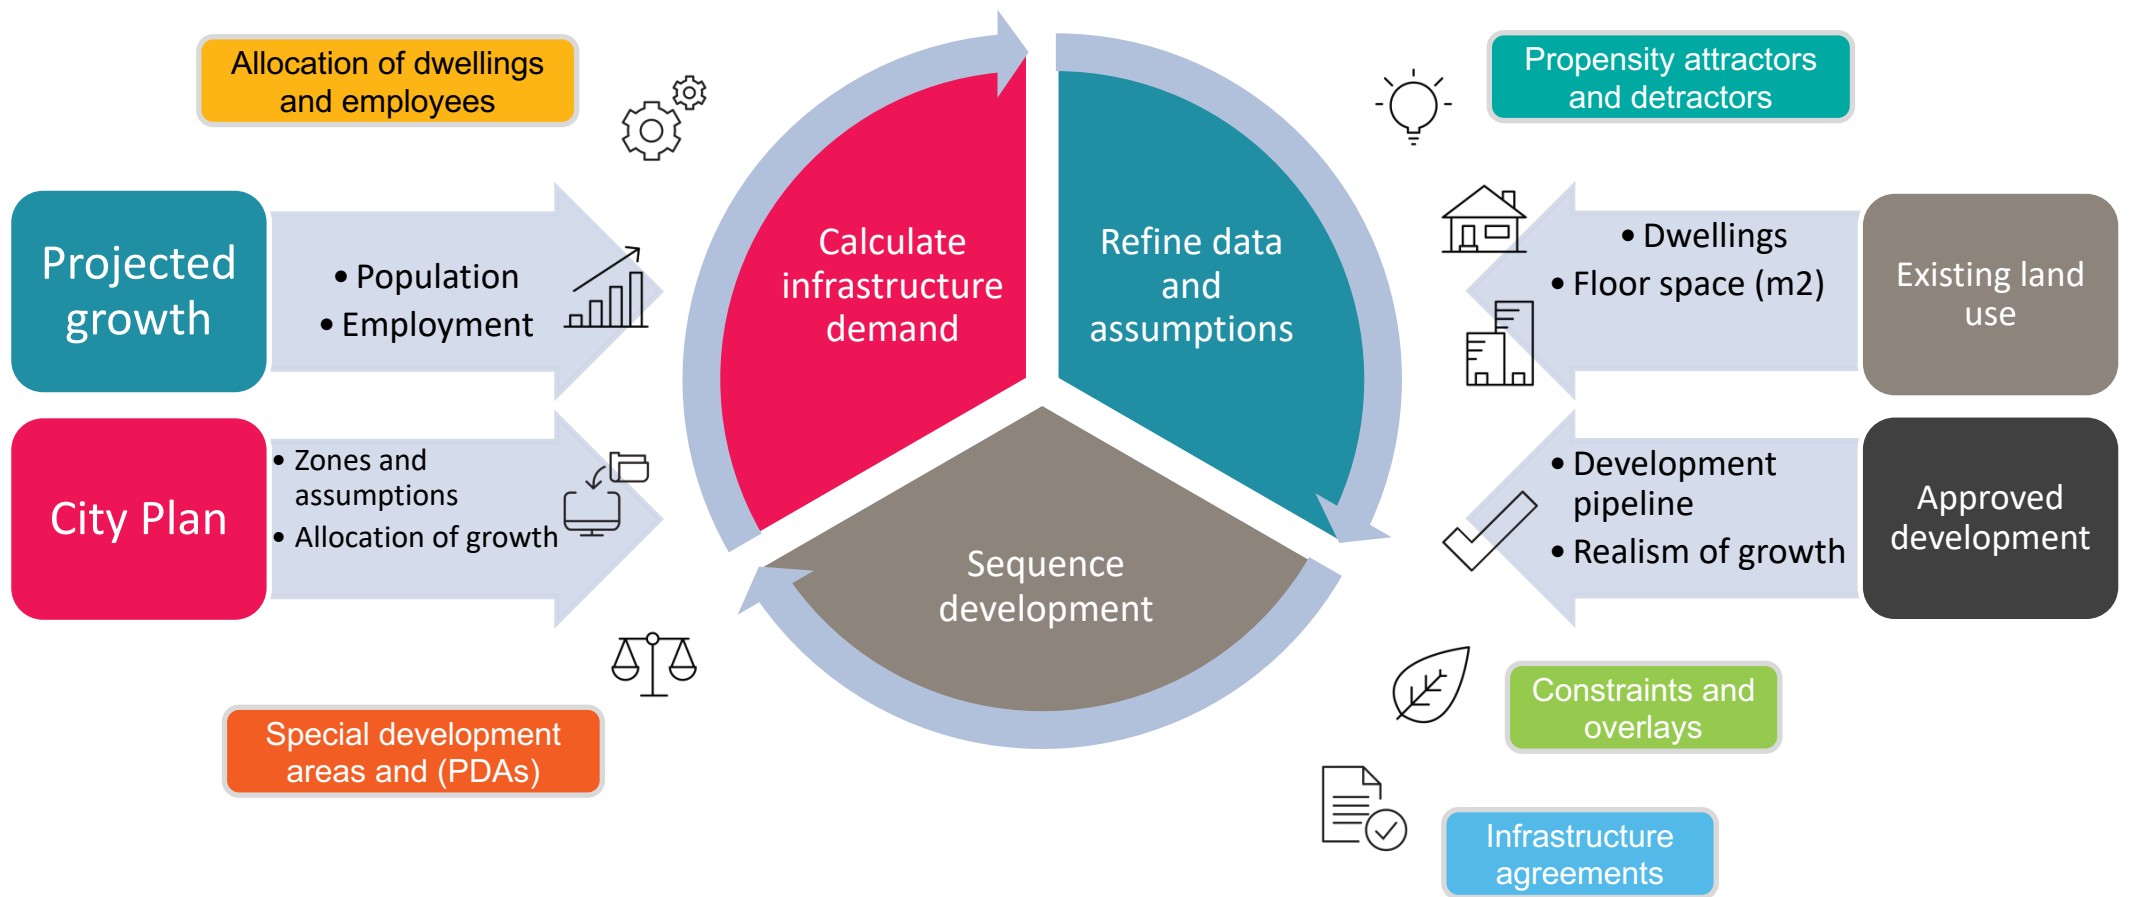 Allocation of dwellings
and employees
Propensity attractors
and detractors
Projected
growth
• Population
• Employment
Calculate
infrastructure
demand
Refine data
and
assumptions
• Dwellings
• Floor space (m2)
Existing land
use
City Plan
• Zones and
assumptions
• Allocation of growth
Sequence
development
• Development
pipeline
• Realism of growth
Approved
development
Special development
areas and (PDAs)
Constraints and
overlays
Infrastructure
agreements